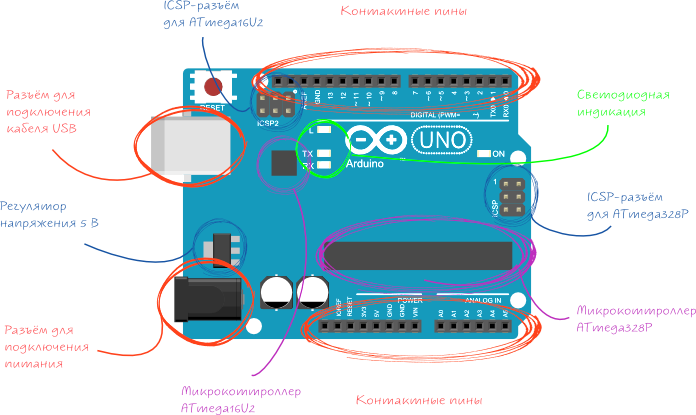 ICSP-разъём
для ATmega16U2
Контактные пины
Разъём для
подключения
кабеля USB
Светодиодная
индикация
RESET
ICSP2
AREF
GND
13
12
~11
~10
~9
8
7
~6
~5
4
~3
2
TX 1
RX 0
DIGITAL (PWM~
L
TX
RX
Arduino
UNO
ON
1
ICSP
ICSP-разъём
для ATmega328P
Регулятор
напряжения 5 В
IOREF
RESET
3V3
5V
GND
GND
VIN
POWER
ANALOG IN
A0
A1
A2
A3
A4
A5
Разъём для
подключения
питания
Микроконтроллер
ATmega328P
Микроконтроллер
ATmega16U2
Контактные пины